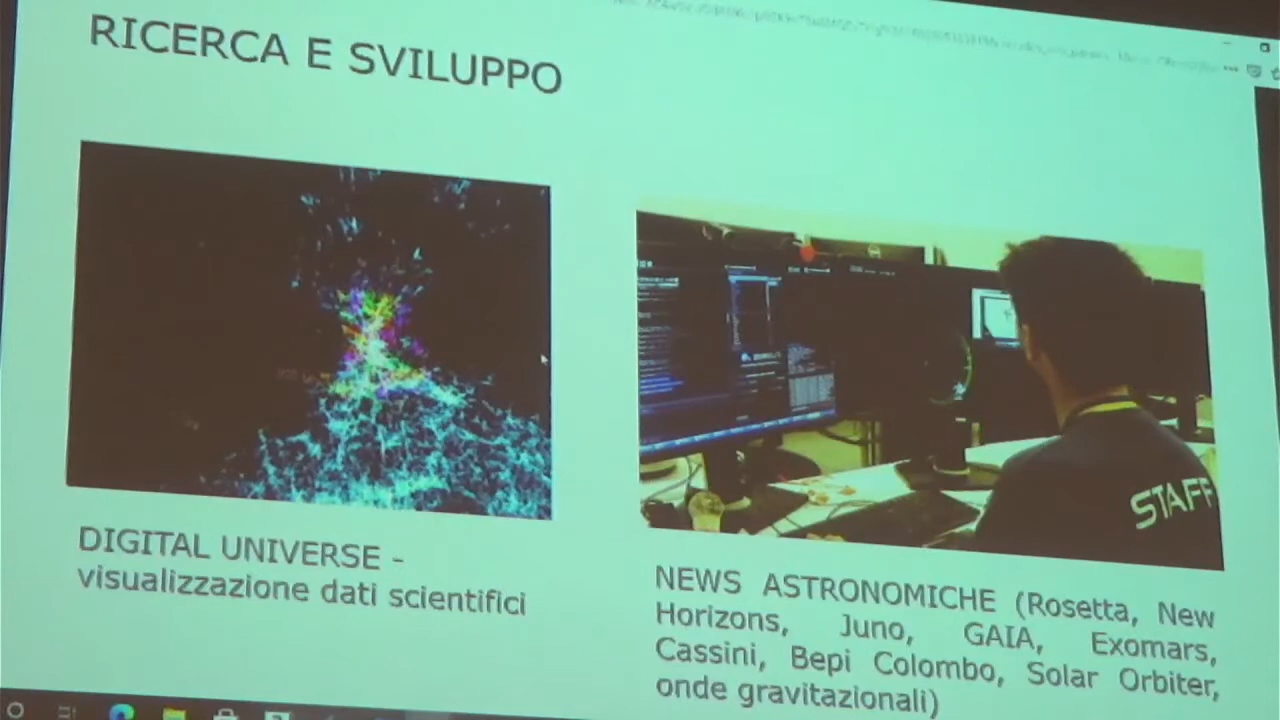 RICERCA E SVILUPPO
DIGITAL UNIVERSE -
visualizzazione dati scientifici
STAFF
NEWS ASTRONOMICHE (Rosetta, New
Horizons, Juno, GAIA, Exomars,
Cassini, Bepi Colombo, Solar Orbiter,
onde gravitazionali)